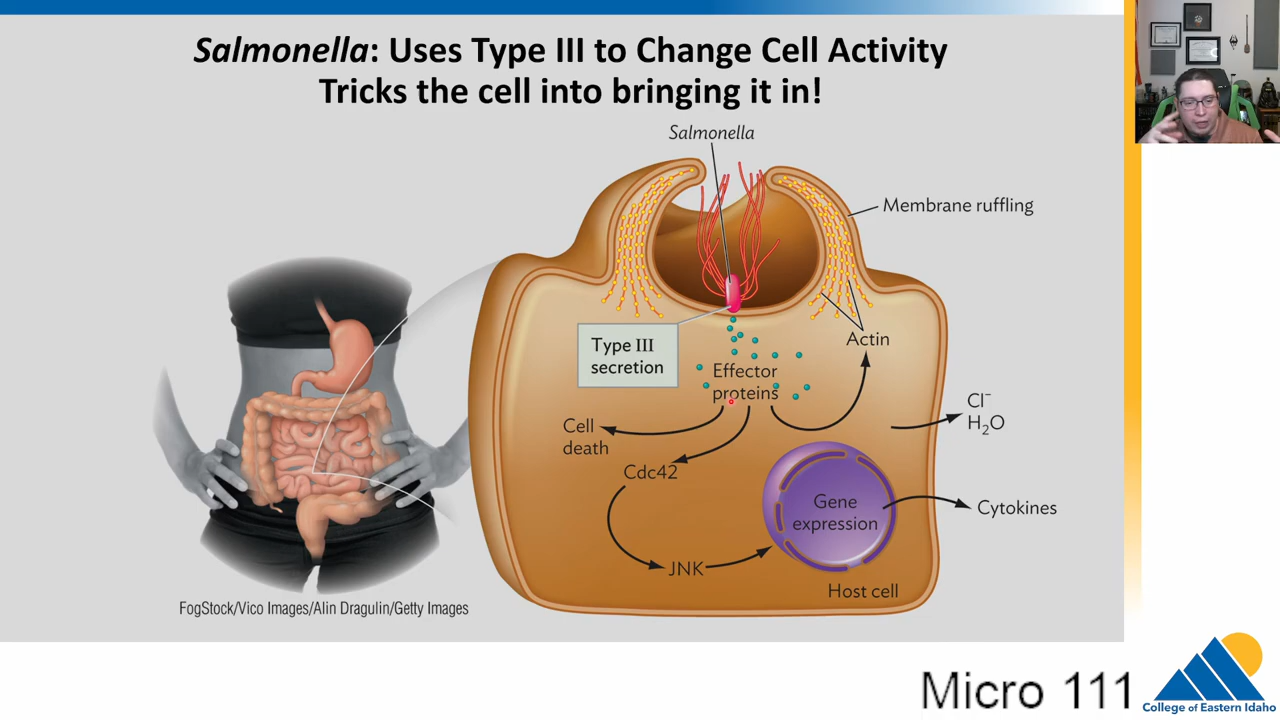 Salmonella: Uses Type III to Change Cell Activity
Tricks the cell into bringing it in!
Salmonella
Membrane ruffling
Type III
secretion
Actin
Effector
proteins
Cl⁻
H₂O
Cell
death
Cdc42
Gene
expression
Cytokines
JNK
Host cell
FogStock/Vico Images/Alin Dragulin/Getty Images
Micro 111
College of Eastern Idaho